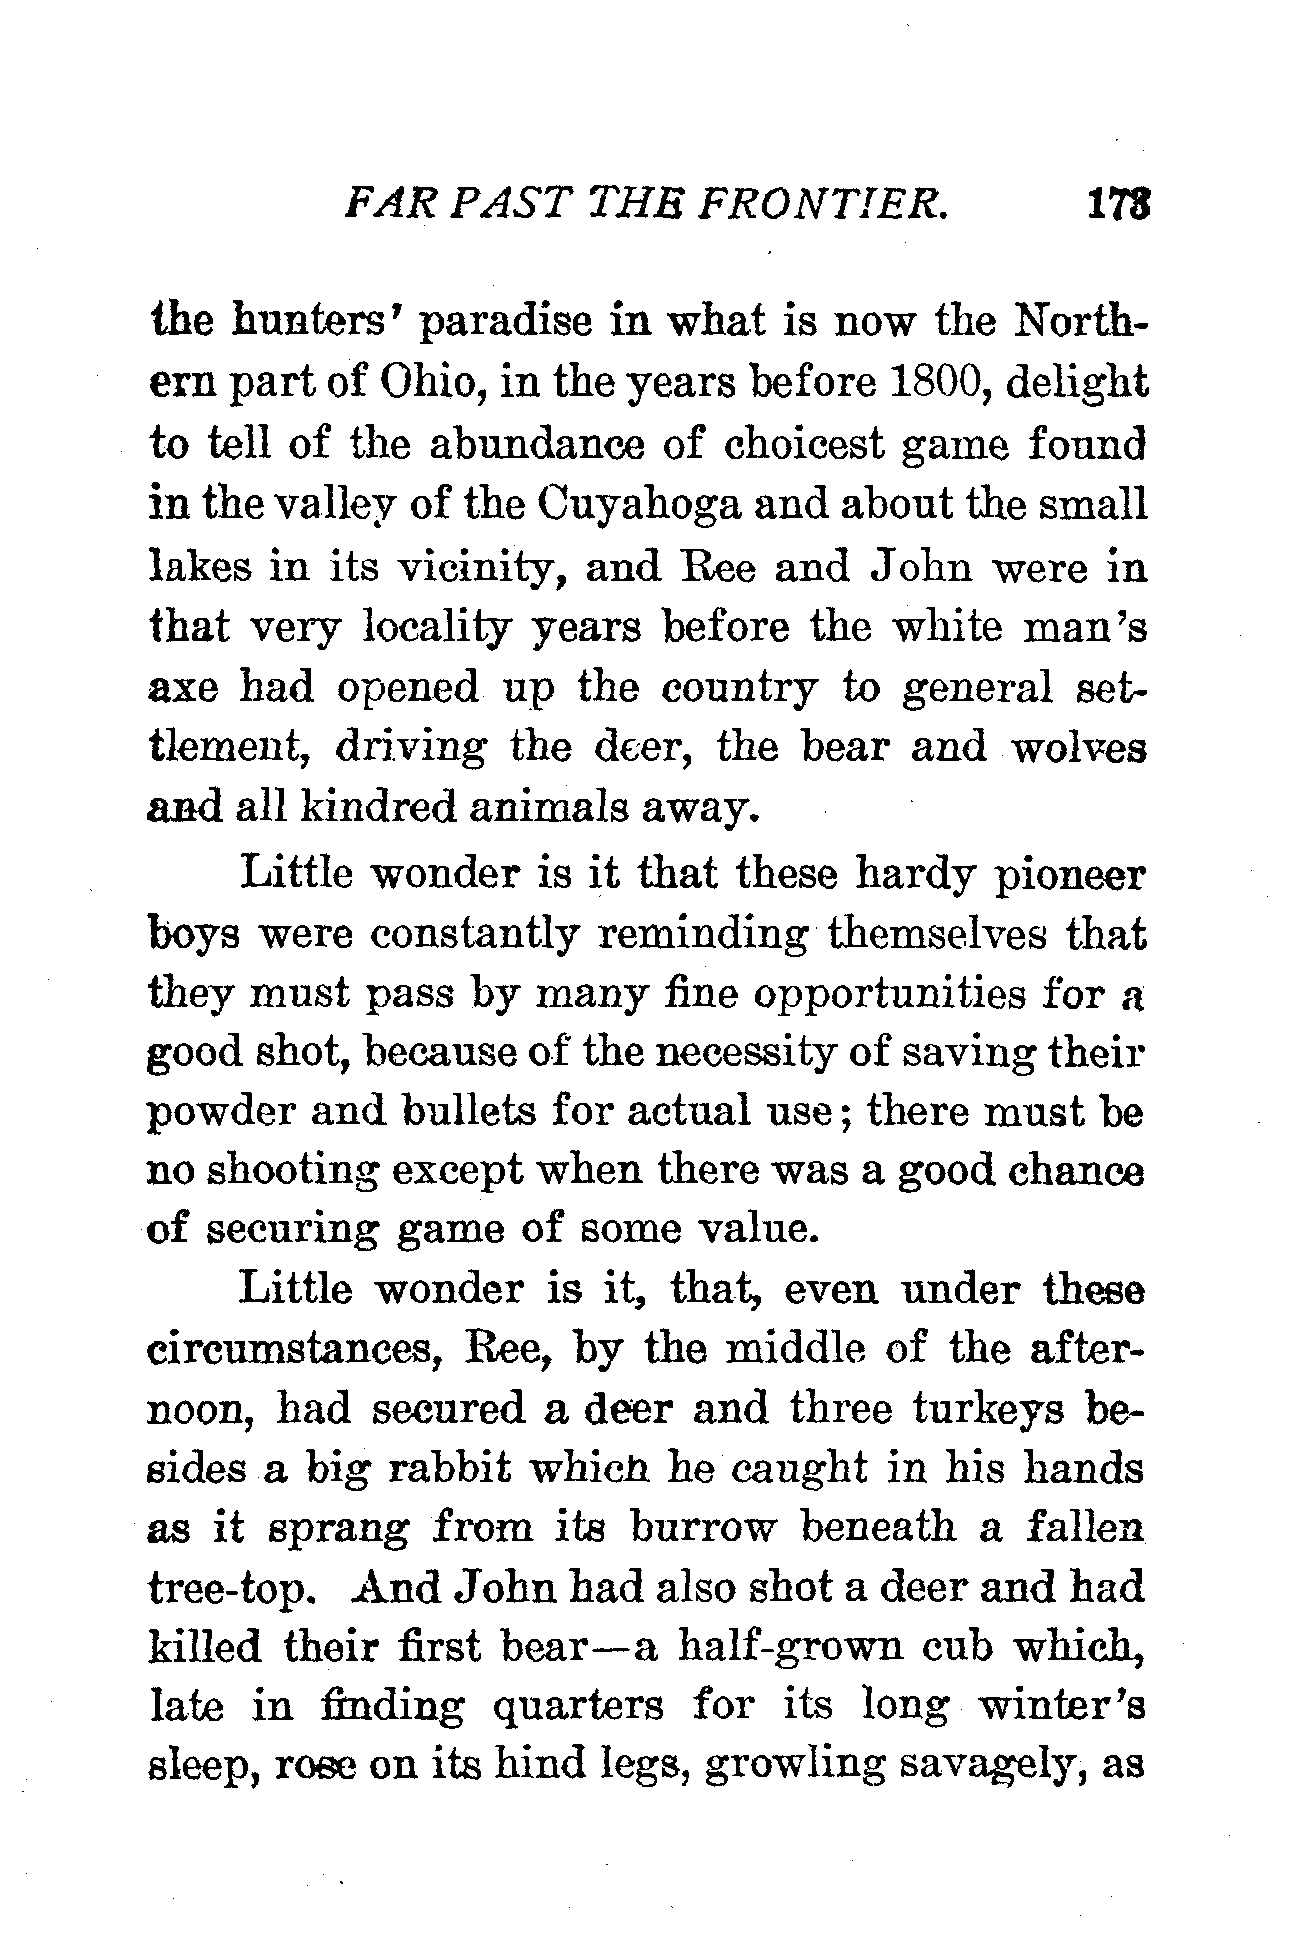 FAR PAST THE FRONTIER. 173
the hunters' paradise in what is now the North-
ern part of Ohio, in the years before 1800, delight
to tell of the abundance of choicest game found
in the valley of the Cuyahoga and about the small
lakes in its vicinity, and Ree and John were in
that very locality years before the white man's
axe had opened up the country to general set-
tlement, driving the deer, the bear and wolves
and all kindred animals away.
Little wonder is it that these hardy pioneer
boys were constantly reminding themselves that
they must pass by many fine opportunities for a
good shot, because of the necessity of saving their
powder and bullets for actual use; there must be
no shooting except when there was a good chance
of securing game of some value.
Little wonder is it, that, even under these
circumstances, Ree, by the middle of the after-
noon, had secured a deer and three turkeys be-
sides a big rabbit which he caught in his hands
as it sprang from its burrow beneath a fallen
tree-top. And John had also shot a deer and had
killed their first bear—a half-grown cub which,
late in finding quarters for its long winter's
sleep, rose on its hind legs, growling savagely, as